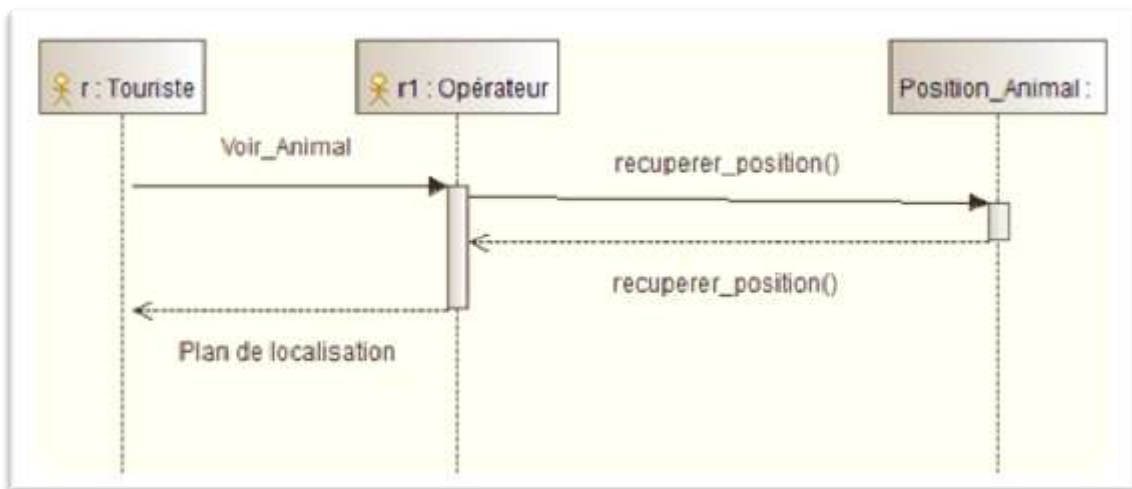 r : Touriste
r1 : Opérateur
Position_Animal :
Voir_Animal
recuperer_position()
recuperer_position()
Plan de localisation